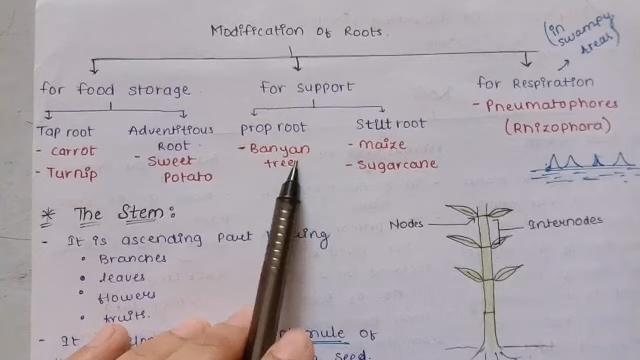 Modification Of Roots.
(in
swampy
Areas)
for food storage
for support
for Respiration
- Pneumatophores
(Rhizophora)
Tap root
- carrot
- Turnip
Adventitious
Root
- Sweet
Potato
Prop root
- Banyan
tree
Stilt root
- maize
- Sugarcane
* The Stem:
- It is ascending part
• Branches
• leaves
• flowers
• fruits.
Nodes
Internodes
- It
of
seed.